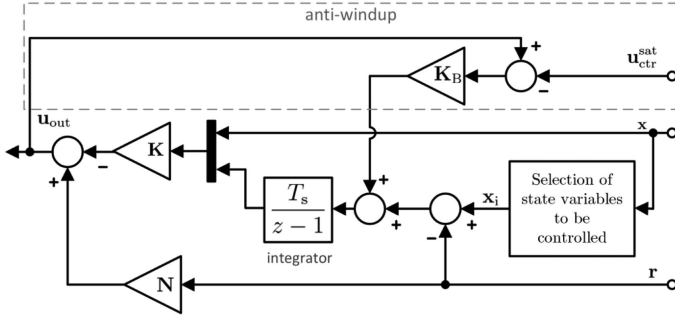 anti-windup
+
u_ctr^sat
K_B
−
u_out
x
−
K
+
+
T_s
z − 1
integrator
+
x_i
+
−
Selection of
state variables
to be
controlled
N
r